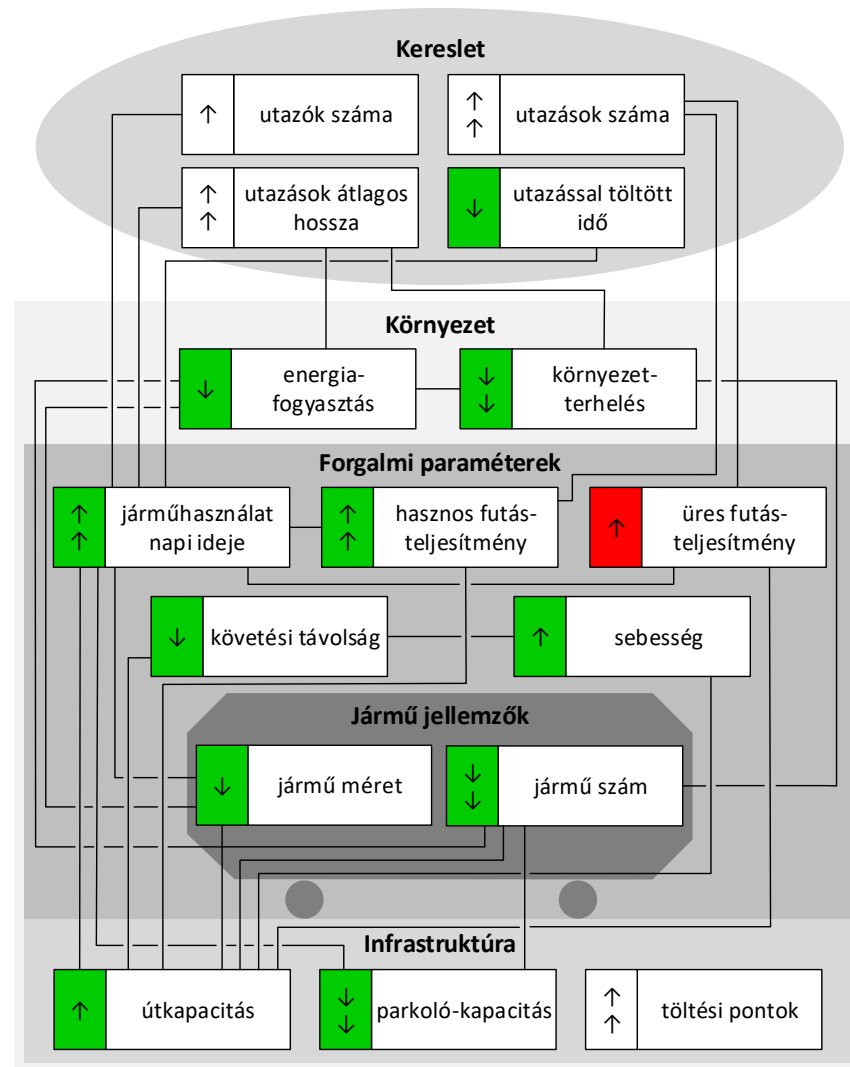 Kereslet
↑
utazók száma
↑
↑
utazások száma
↑
↑
utazások átlagos
hossza
↓
utazással töltött
idő
Környezet
↓
energia-
fogyasztás
↓
↓
környezet-
terhelés
Forgalmi paraméterek
↑
↑
járműhasználat
napi ideje
↑
↑
hasznos futás-
teljesítmény
↑
üres futás-
teljesítmény
↓
követési távolság
↑
sebesség
Jármű jellemzők
↓
jármű méret
↓
↓
jármű szám
Infrastruktúra
↑
útkapacitás
↓
↓
parkoló-kapacitás
↑
↑
töltési pontok